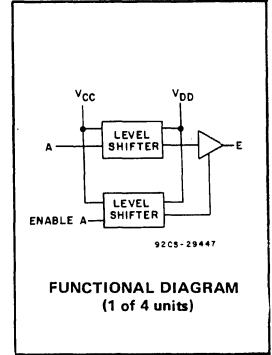 VCC VDD
LEVEL
SHIFTER
A E
LEVEL
SHIFTER
ENABLE A
92CS-29447
FUNCTIONAL DIAGRAM
(1 of 4 units)